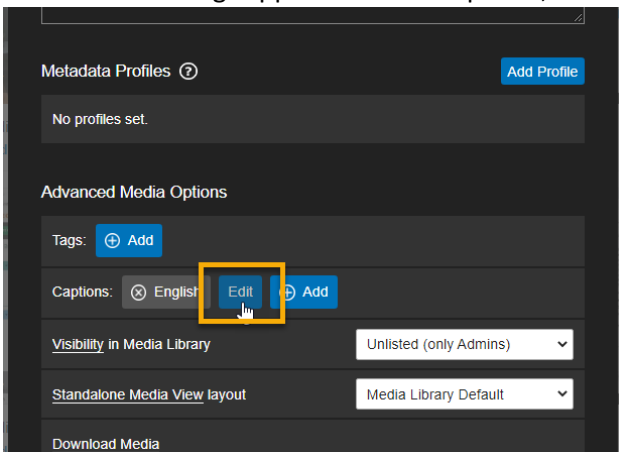 Metadata Profiles ? Add Profile
No profiles set.
Advanced Media Options
Tags: Add
Captions: English Edit Add
Visibility in Media Library Unlisted (only Admins)
Standalone Media View layout Media Library Default
Download Media